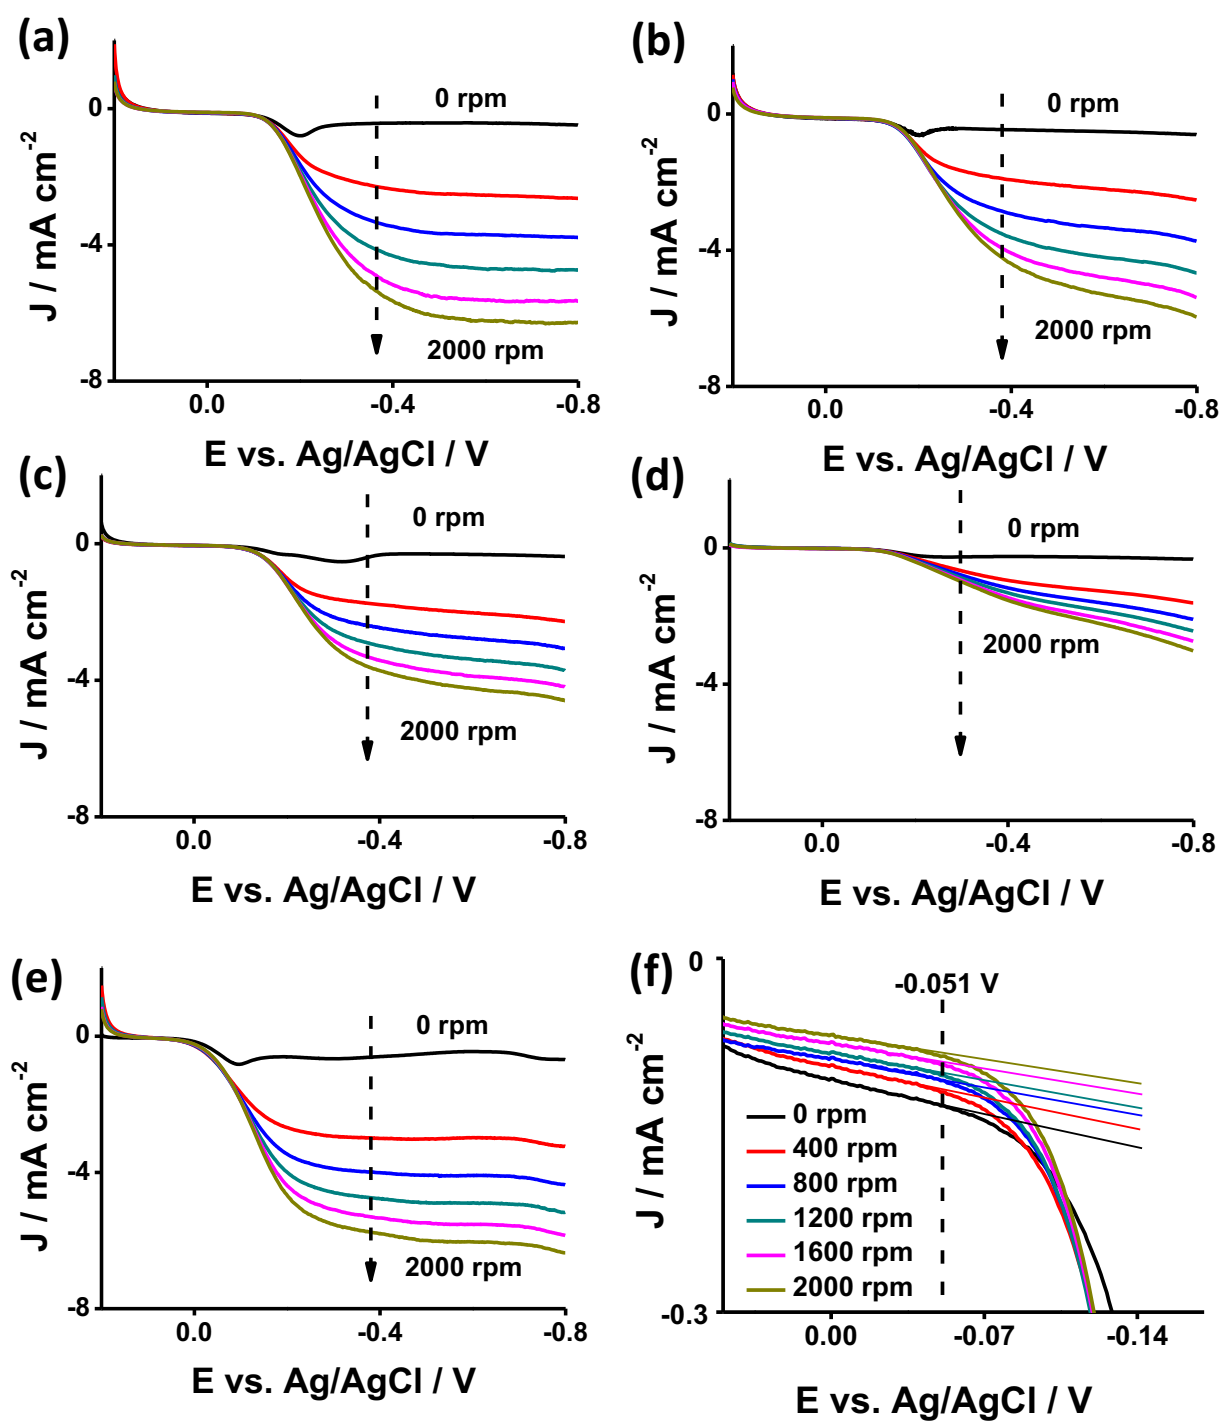 (a)
0 rpm
0
-4
-8
J / mA cm-2
2000 rpm
0.0
-0.4
-0.8
E vs. Ag/AgCl / V
(b)
0 rpm
0
-4
-8
J / mA cm-2
2000 rpm
0.0
-0.4
-0.8
E vs. Ag/AgCl / V
(c)
0 rpm
0
-4
-8
J / mA cm-2
2000 rpm
0.0
-0.4
-0.8
E vs. Ag/AgCl / V
(d)
0 rpm
0
-4
-8
J / mA cm-2
2000 rpm
0.0
-0.4
-0.8
E vs. Ag/AgCl / V
(e)
0 rpm
0
-4
-8
J / mA cm-2
2000 rpm
0.0
-0.4
-0.8
E vs. Ag/AgCl / V
(f)
0
-0.051 V
J / mA cm-2
0 rpm
400 rpm
800 rpm
1200 rpm
1600 rpm
2000 rpm
-0.3
0.00
-0.07
-0.14
E vs. Ag/AgCl / V